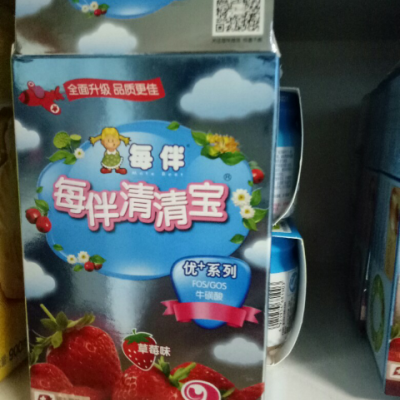 全面升级 品质更佳
每伴
每伴清清宝
优+系列
FOS/GOS
牛磺酸
草莓味